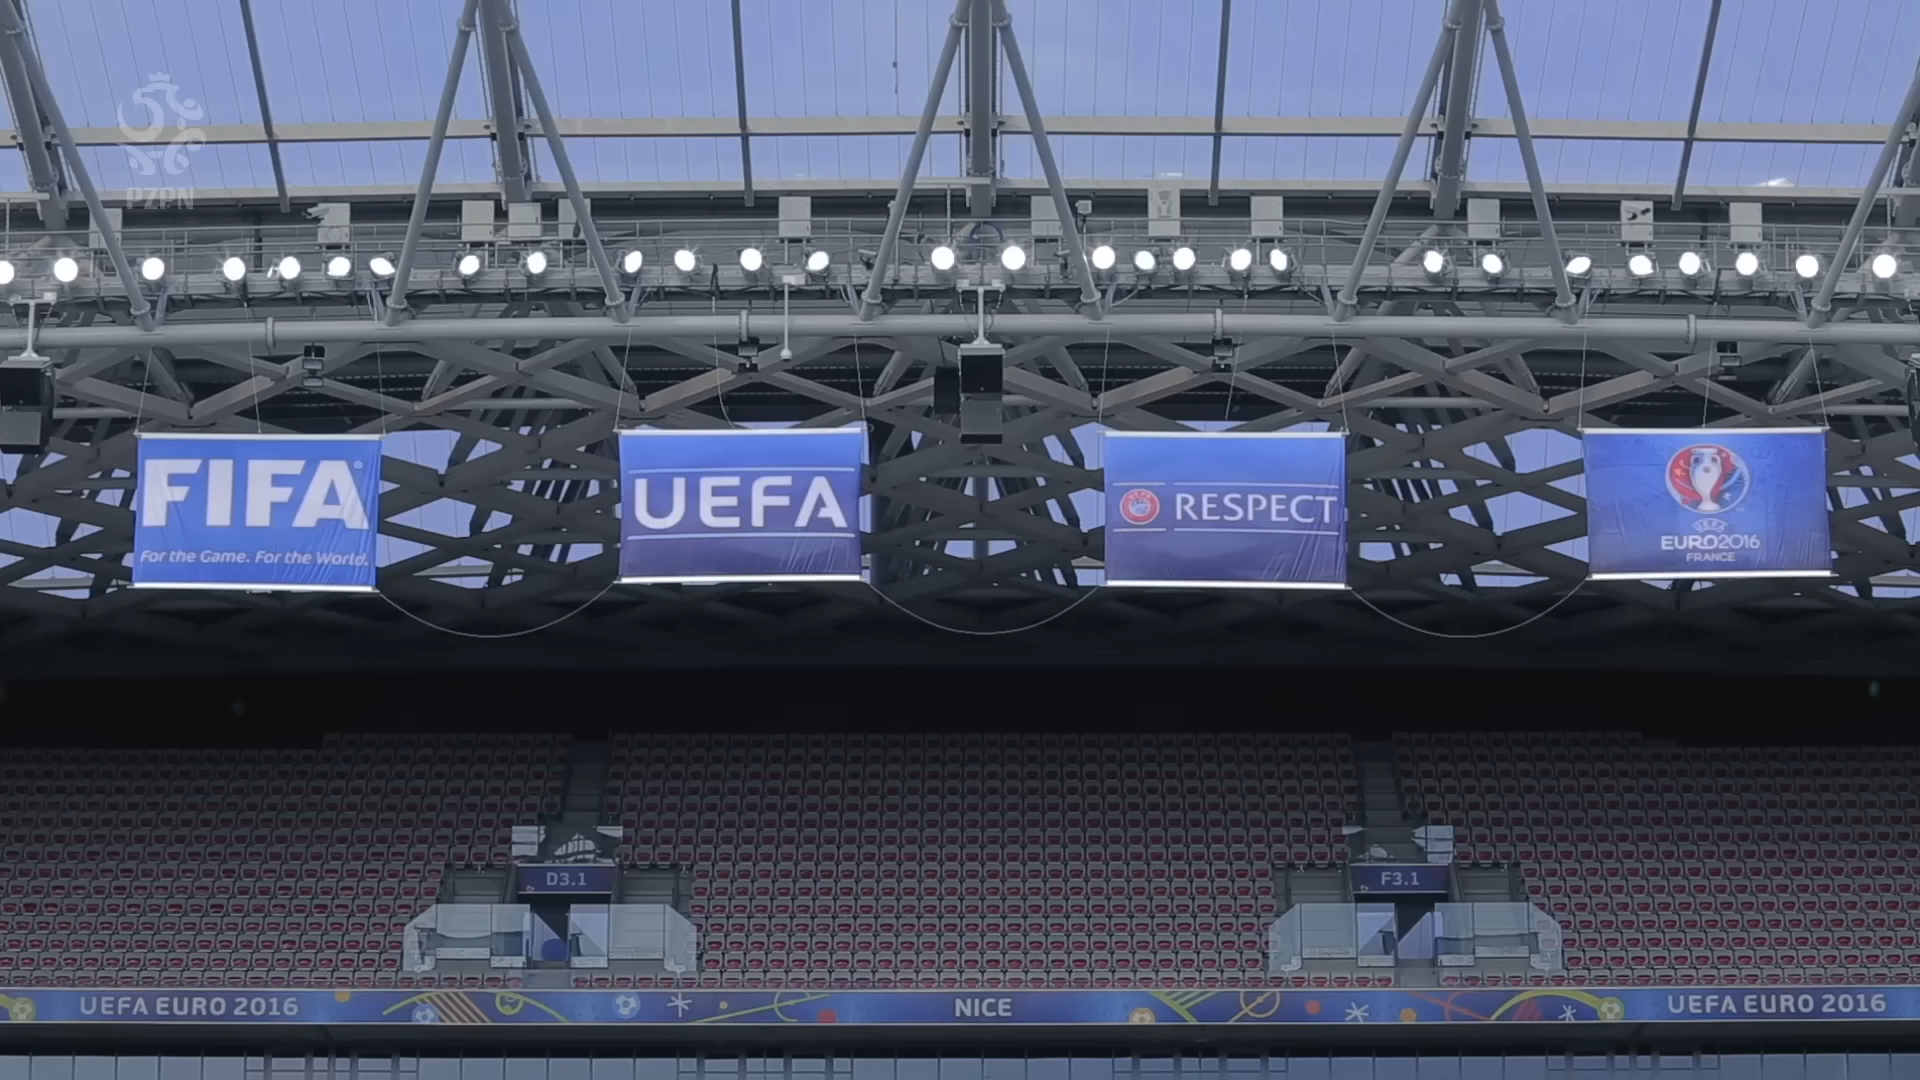 PZPN
FIFA
For the Game. For the World.
UEFA
RESPECT
UEFA
EURO2016
FRANCE
D3.1
F3.1
UEFA EURO 2016
NICE
UEFA EURO 2016